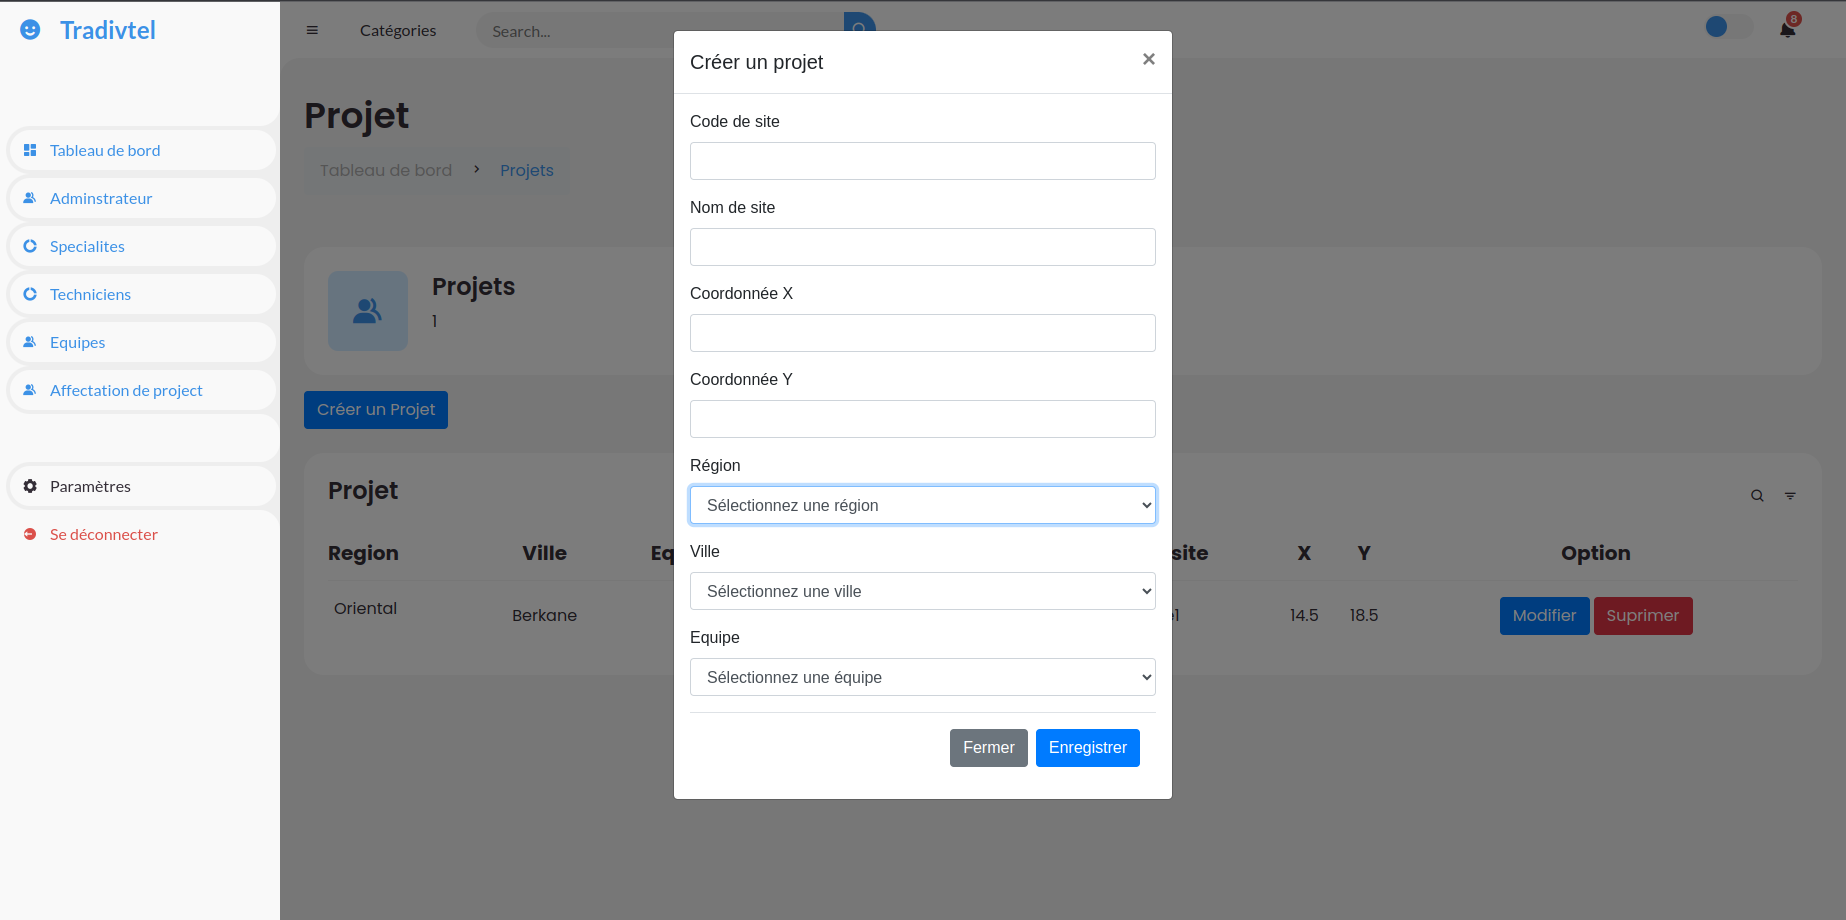 Tradivtel
Tableau de bord
Adminstrateur
Specialites
Techniciens
Equipes
Affectation de project
Paramètres
Se déconnecter
Catégories
Search...
8
Projet
Tableau de bord
Projets
Projets
1
Créer un Projet
Projet
Region Ville Eq site X Y Option
Oriental Berkane 14.5 18.5 Modifier Suprimer
Créer un projet
×
Code de site
Nom de site
Coordonnée X
Coordonnée Y
Région
Sélectionnez une région
Ville
Sélectionnez une ville
Equipe
Sélectionnez une équipe
Fermer Enregistrer